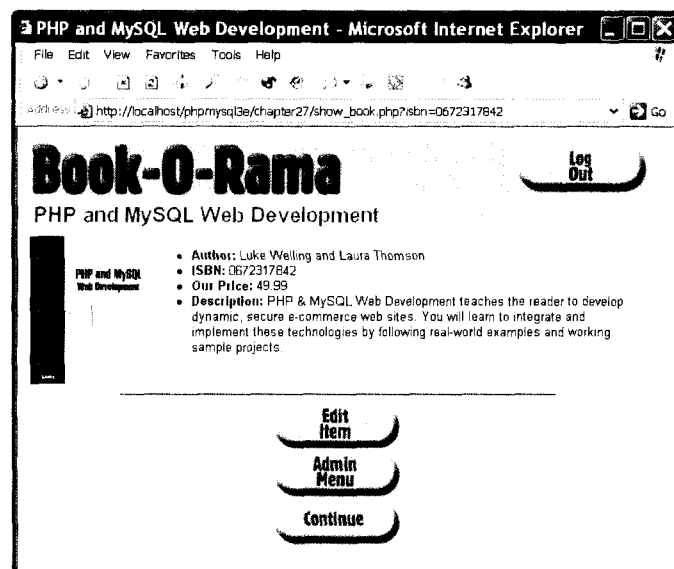 PHP and MySQL Web Development - Microsoft Internet Explorer
File Edit View Favorites Tools Help
Address http://localhost/phpmysql3e/chapter27/show_book.php?isbn=0672317842 Go
Book-O-Rama
Log
Out
PHP and MySQL Web Development
PHP and MySQL
Web Development
• Author: Luke Welling and Laura Thomson
• ISBN: 0672317842
• Our Price: 49.99
• Description: PHP & MySQL Web Development teaches the reader to develop
dynamic, secure e-commerce web sites. You will learn to integrate and
implement these technologies by following real-world examples and working
sample projects.
Edit
Item
Admin
Menu
Continue